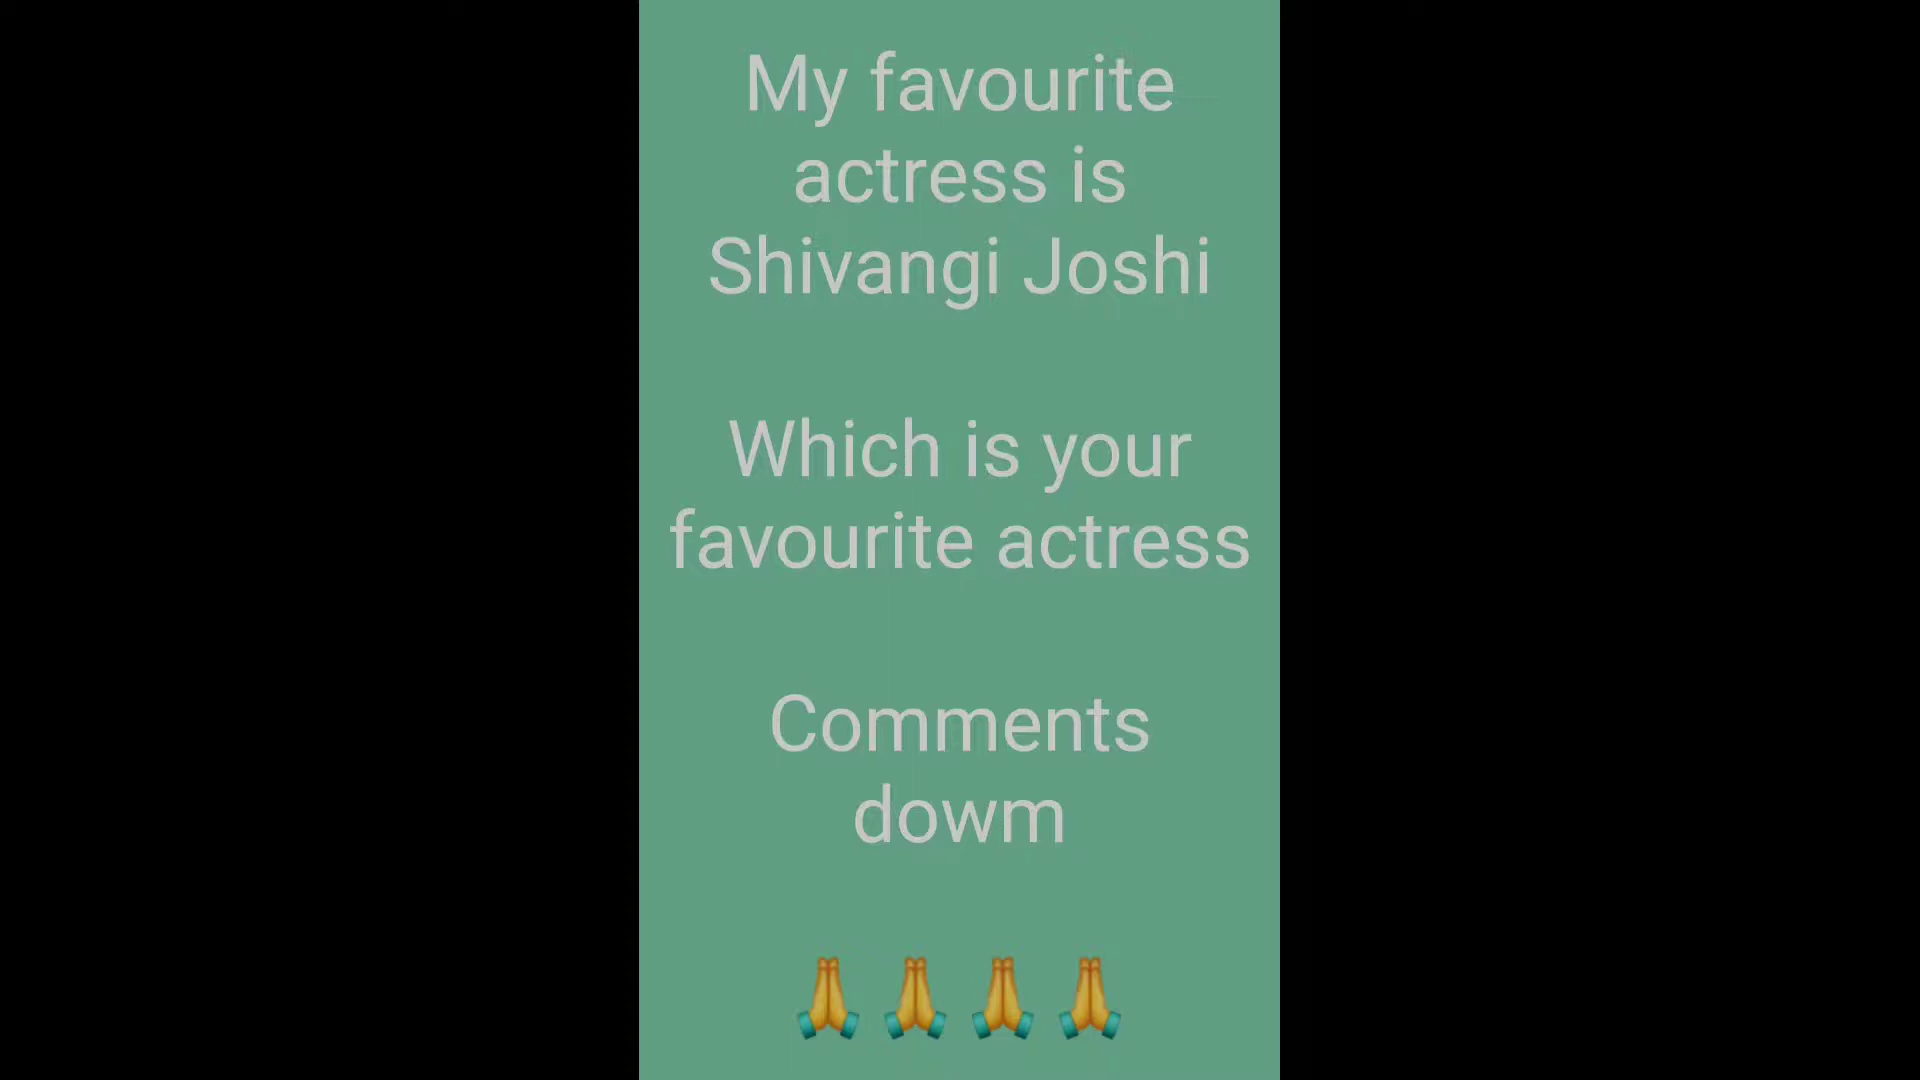 My favourite
actress is
Shivangi Joshi
Which is your
favourite actress
Comments
dowm
🙏🙏🙏🙏